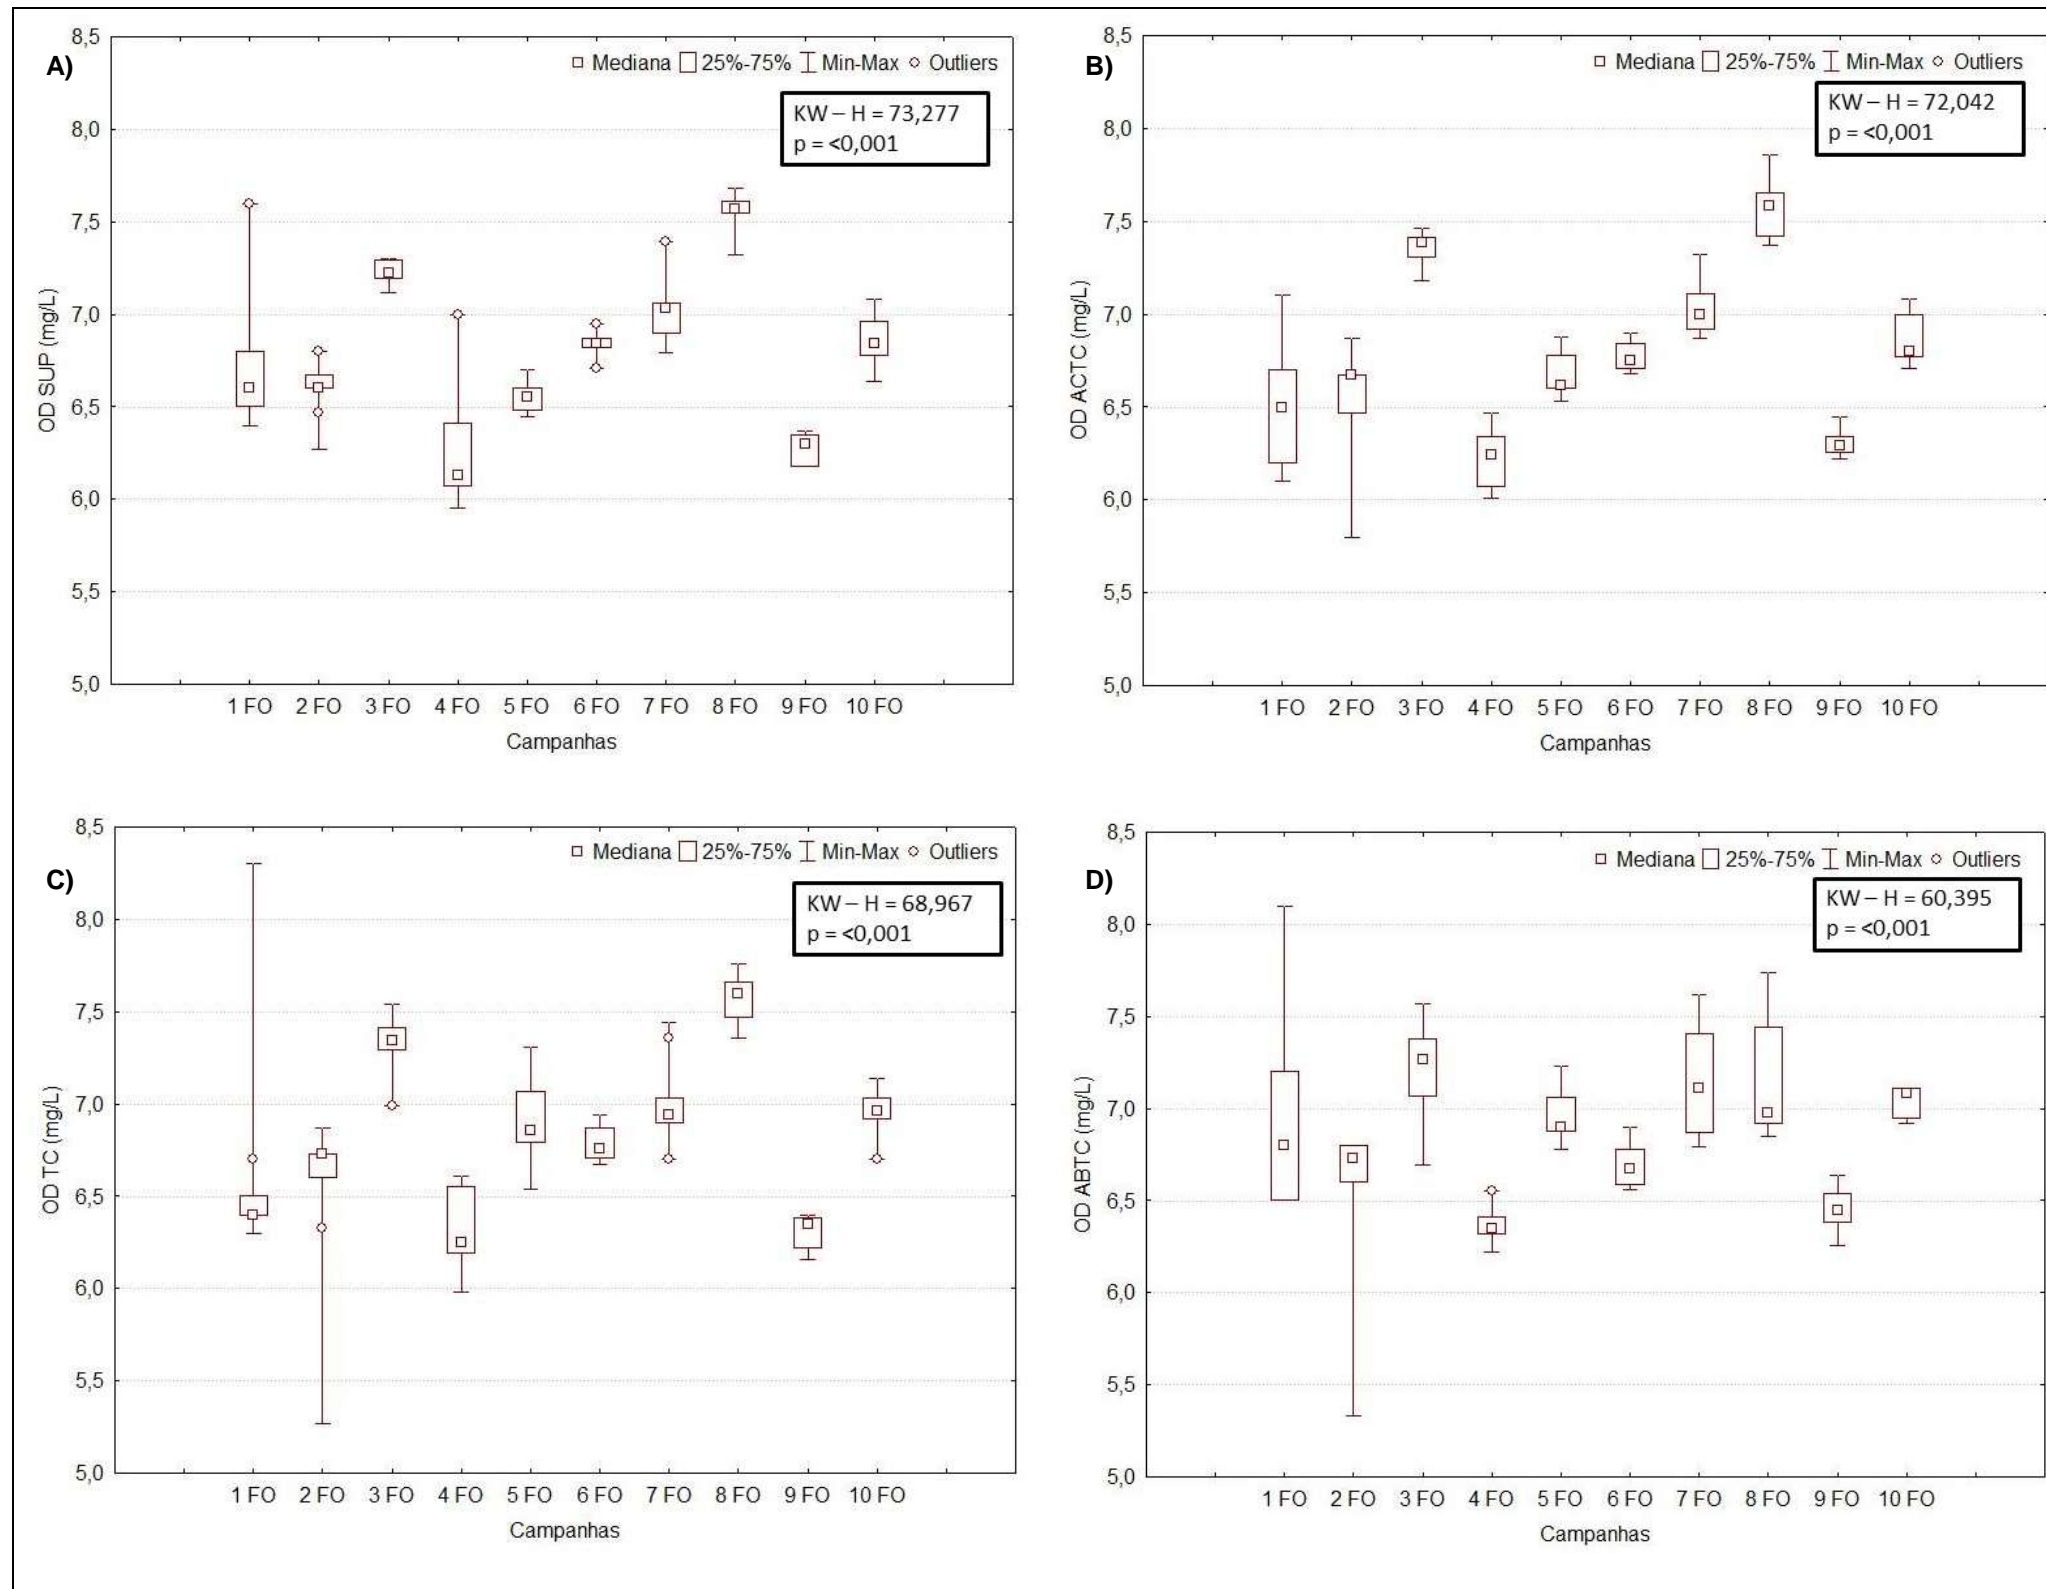 A)
Mediana 25%-75% Min-Max Outliers
KW – H = 73,277
p = <0,001
OD SUP (mg/L)
8,5
8,0
7,5
7,0
6,5
6,0
5,5
5,0
1 FO 2 FO 3 FO 4 FO 5 FO 6 FO 7 FO 8 FO 9 FO 10 FO
Campanhas
B)
Mediana 25%-75% Min-Max Outliers
KW – H = 72,042
p = <0,001
OD ACTC (mg/L)
8,5
8,0
7,5
7,0
6,5
6,0
5,5
5,0
1 FO 2 FO 3 FO 4 FO 5 FO 6 FO 7 FO 8 FO 9 FO 10 FO
Campanhas
C)
Mediana 25%-75% Min-Max Outliers
KW – H = 68,967
p = <0,001
OD TC (mg/L)
8,5
8,0
7,5
7,0
6,5
6,0
5,5
5,0
1 FO 2 FO 3 FO 4 FO 5 FO 6 FO 7 FO 8 FO 9 FO 10 FO
Campanhas
D)
Mediana 25%-75% Min-Max Outliers
KW – H = 60,395
p = <0,001
OD ABTC (mg/L)
8,5
8,0
7,5
7,0
6,5
6,0
5,5
5,0
1 FO 2 FO 3 FO 4 FO 5 FO 6 FO 7 FO 8 FO 9 FO 10 FO
Campanhas